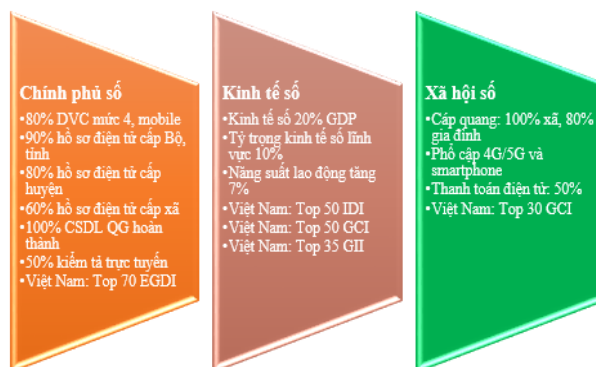 Chính phủ số
•80% DVC mức 4, mobile
•90% hồ sơ điện tử cấp Bộ,
tỉnh
•80% hồ sơ điện tử cấp
huyện
•60% hồ sơ điện tử cấp xã
•100% CSDL QG hoàn
thành
•50% kiểm tả trực tuyến
•Việt Nam: Top 70 EGDI
Kinh tế số
•Kinh tế số 20% GDP
•Tỷ trọng kinh tế số lĩnh
vực 10%
•Năng suất lao động tăng
7%
•Việt Nam: Top 50 IDI
•Việt Nam: Top 50 GCI
•Việt Nam: Top 35 GII
Xã hội số
•Cáp quang: 100% xã, 80%
gia đình
•Phổ cập 4G/5G và
smartphone
•Thanh toán điện tử: 50%
•Việt Nam: Top 30 GCI